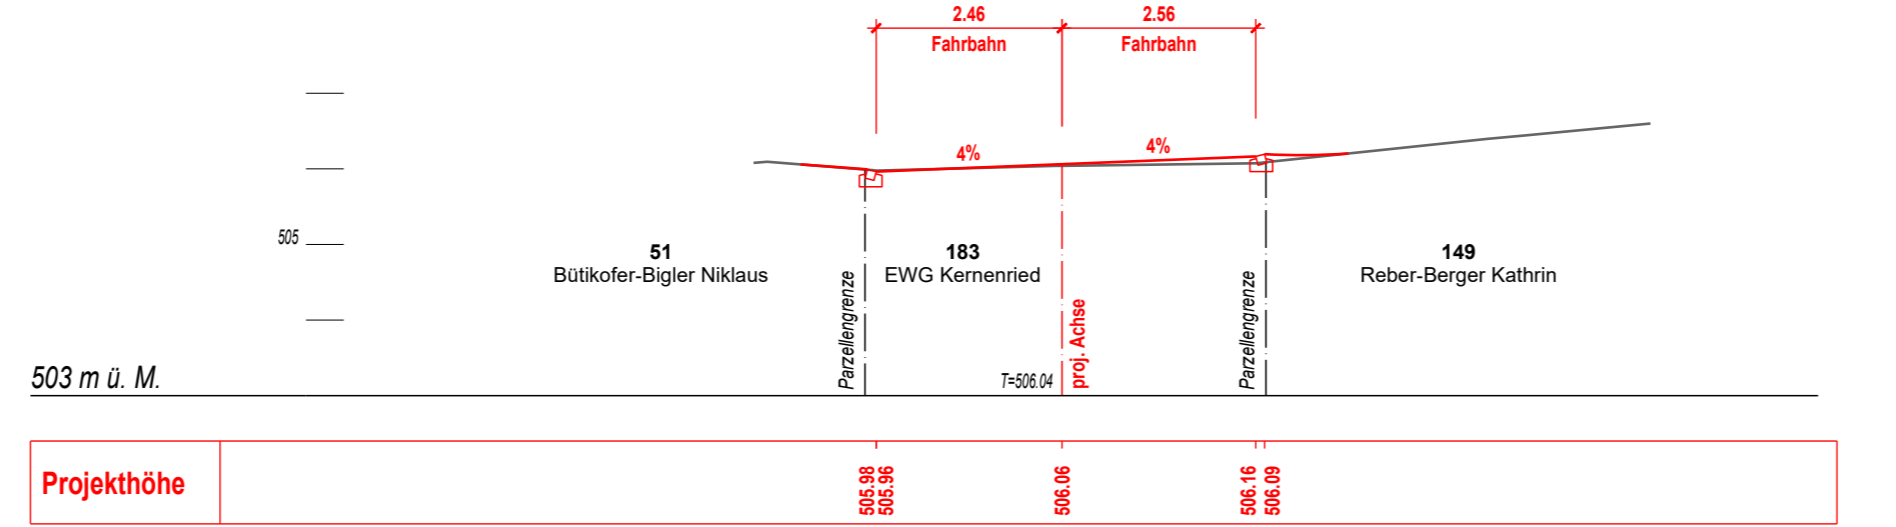 2.46
2.56
Fahrbahn
Fahrbahn
4%
4%
505
51
Bütikofer-Bigler Niklaus
183
EWG Kernenried
149
Reber-Berger Kathrin
Parzellengrenze
proj. Achse
Parzellengrenze
503 m ü. M.
T=506.04
Projekthöhe
505.98
505.96
506.06
506.16
506.09